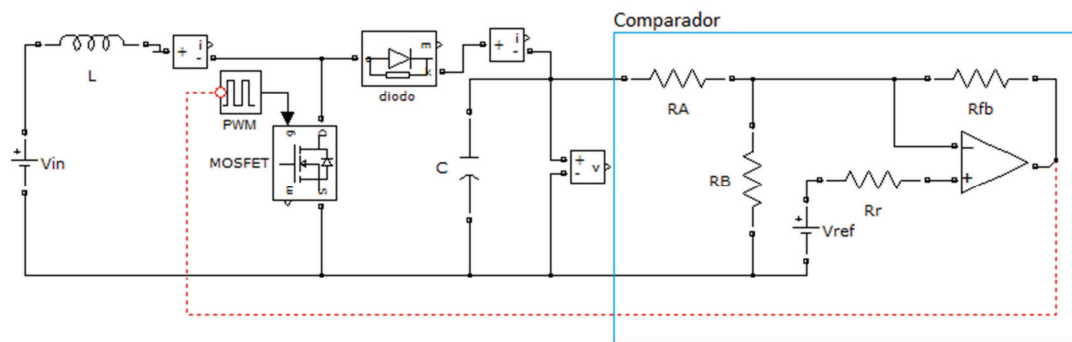 Comparador
L
+ i -
a m k
diodo
+ i -
RA
Rfb
PWM
Vin
+
MOSFET
g D
m S
C
+ - v
RB
Rr
+
Vref
− +